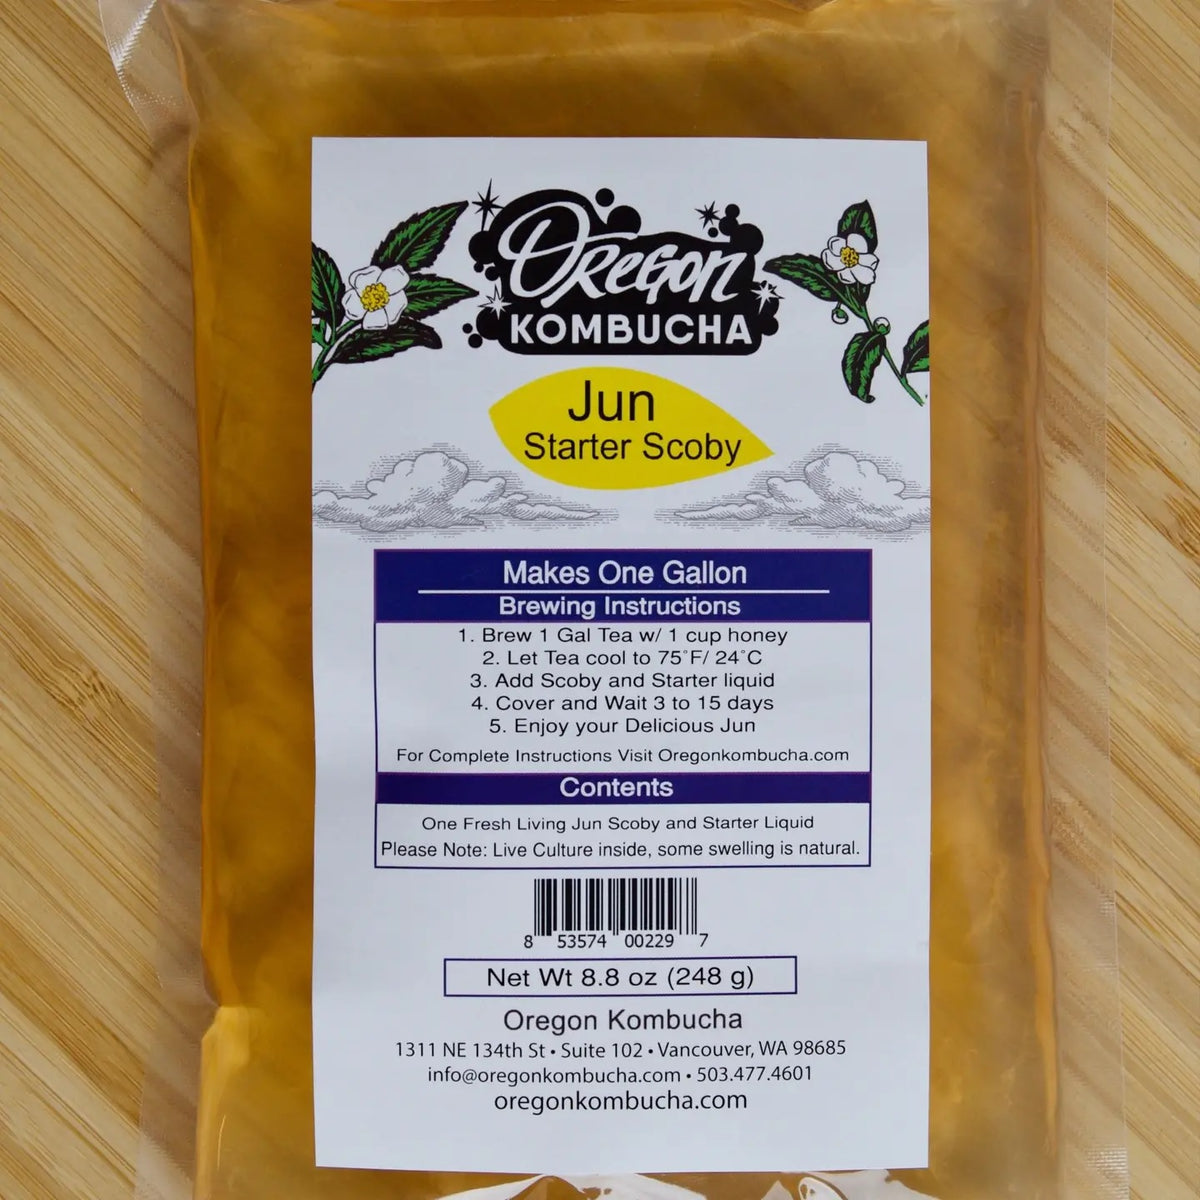 Oregon
KOMBUCHA
Jun
Starter Scoby
Makes One Gallon
Brewing Instructions
1. Brew 1 Gal Tea w/ 1 cup honey
2. Let Tea cool to 75˚F/ 24˚C
3. Add Scoby and Starter liquid
4. Cover and Wait 3 to 15 days
5. Enjoy your Delicious Jun
For Complete Instructions Visit Oregonkombucha.com
Contents
One Fresh Living Jun Scoby and Starter Liquid
Please Note: Live Culture inside, some swelling is natural.
8 53574 00229 7
Net Wt 8.8 oz (248 g)
Oregon Kombucha
1311 NE 134th St • Suite 102 • Vancouver, WA 98685
info@oregonkombucha.com • 503.477.4601
oregonkombucha.com